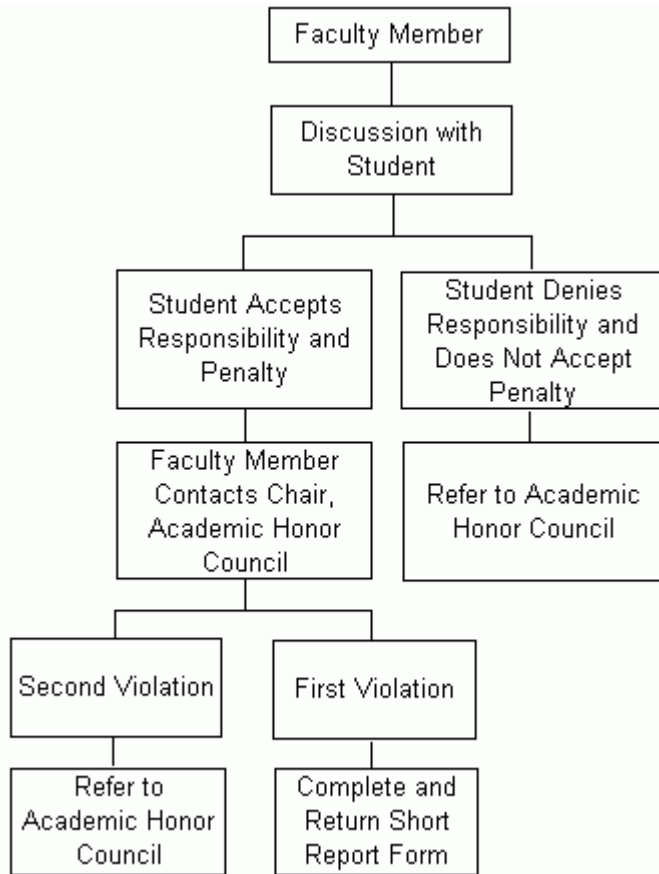 Faculty Member
Discussion with
Student
Student Accepts
Responsibility and
Penalty
Student Denies
Responsibility and
Does Not Accept
Penalty
Faculty Member
Contacts Chair,
Academic Honor
Council
Refer to Academic
Honor Council
Second Violation
First Violation
Refer to
Academic Honor
Council
Complete and
Return Short
Report Form